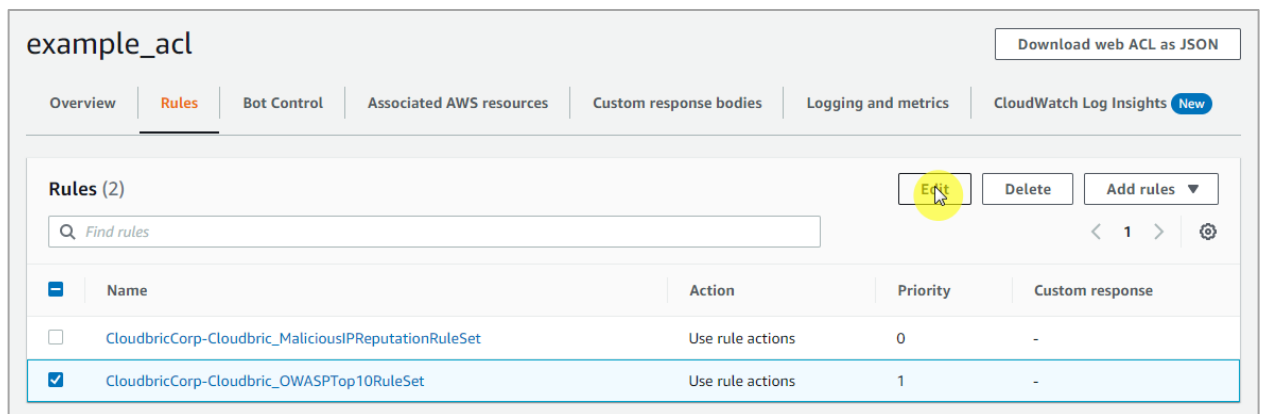 example_acl
Download web ACL as JSON
Overview Rules Bot Control Associated AWS resources Custom response bodies Logging and metrics CloudWatch Log Insights New
Rules (2)
Edit Delete Add rules
Find rules
1
Name Action Priority Custom response
CloudbricCorp-Cloudbric_MaliciousIPReputationRuleSet Use rule actions 0 -
CloudbricCorp-Cloudbric_OWASPTop10RuleSet Use rule actions 1 -